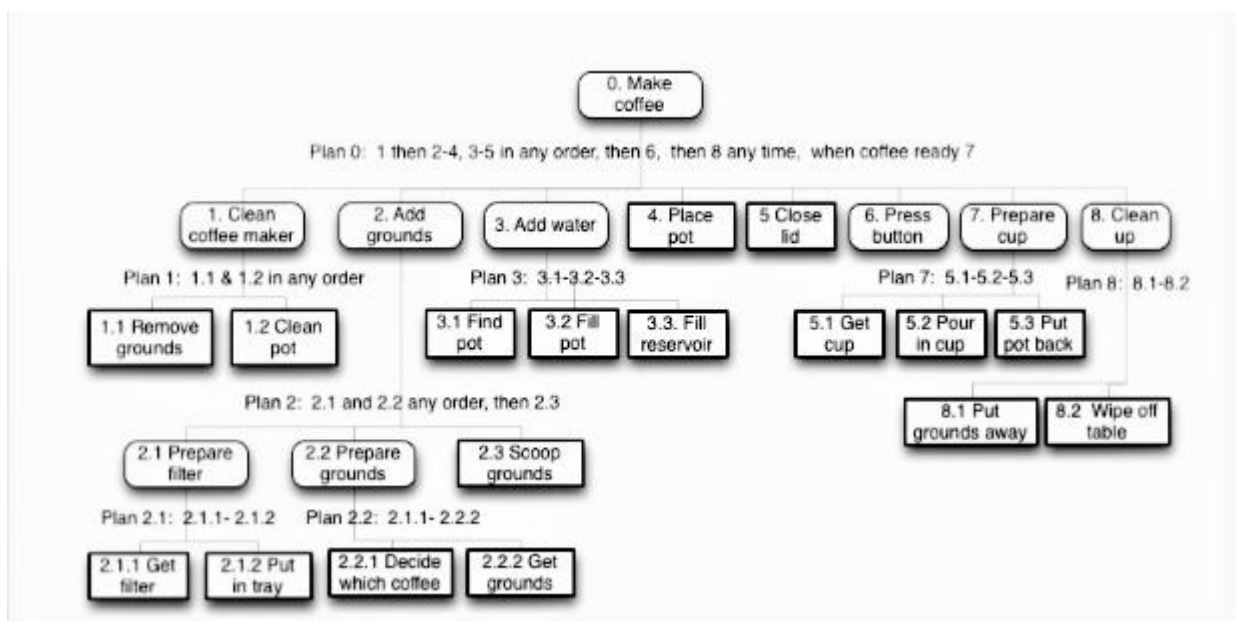 0. Make
coffee
Plan 0: 1 then 2-4, 3-5 in any order, then 6, then 8 any time, when coffee ready 7
1. Clean
coffee maker
2. Add
grounds
3. Add water
4. Place
pot
5 Close
lid
6. Press
button
7. Prepare
cup
8. Clean
up
Plan 1: 1.1 & 1.2 in any order
Plan 3: 3.1-3.2-3.3
Plan 7: 5.1-5.2-5.3
Plan 8: 8.1-8.2
1.1 Remove
grounds
1.2 Clean
pot
3.1 Find
pot
3.2 Fill
pot
3.3. Fill
reservoir
5.1 Get
cup
5.2 Pour
in cup
5.3 Put
pot back
8.1 Put
grounds away
8.2 Wipe off
table
Plan 2: 2.1 and 2.2 any order, then 2.3
2.1 Prepare
filter
2.2 Prepare
grounds
2.3 Scoop
grounds
Plan 2.1: 2.1.1- 2.1.2
Plan 2.2: 2.1.1- 2.2.2
2.1.1 Get
filter
2.1.2 Put
in tray
2.2.1 Decide
which coffee
2.2.2 Get
grounds